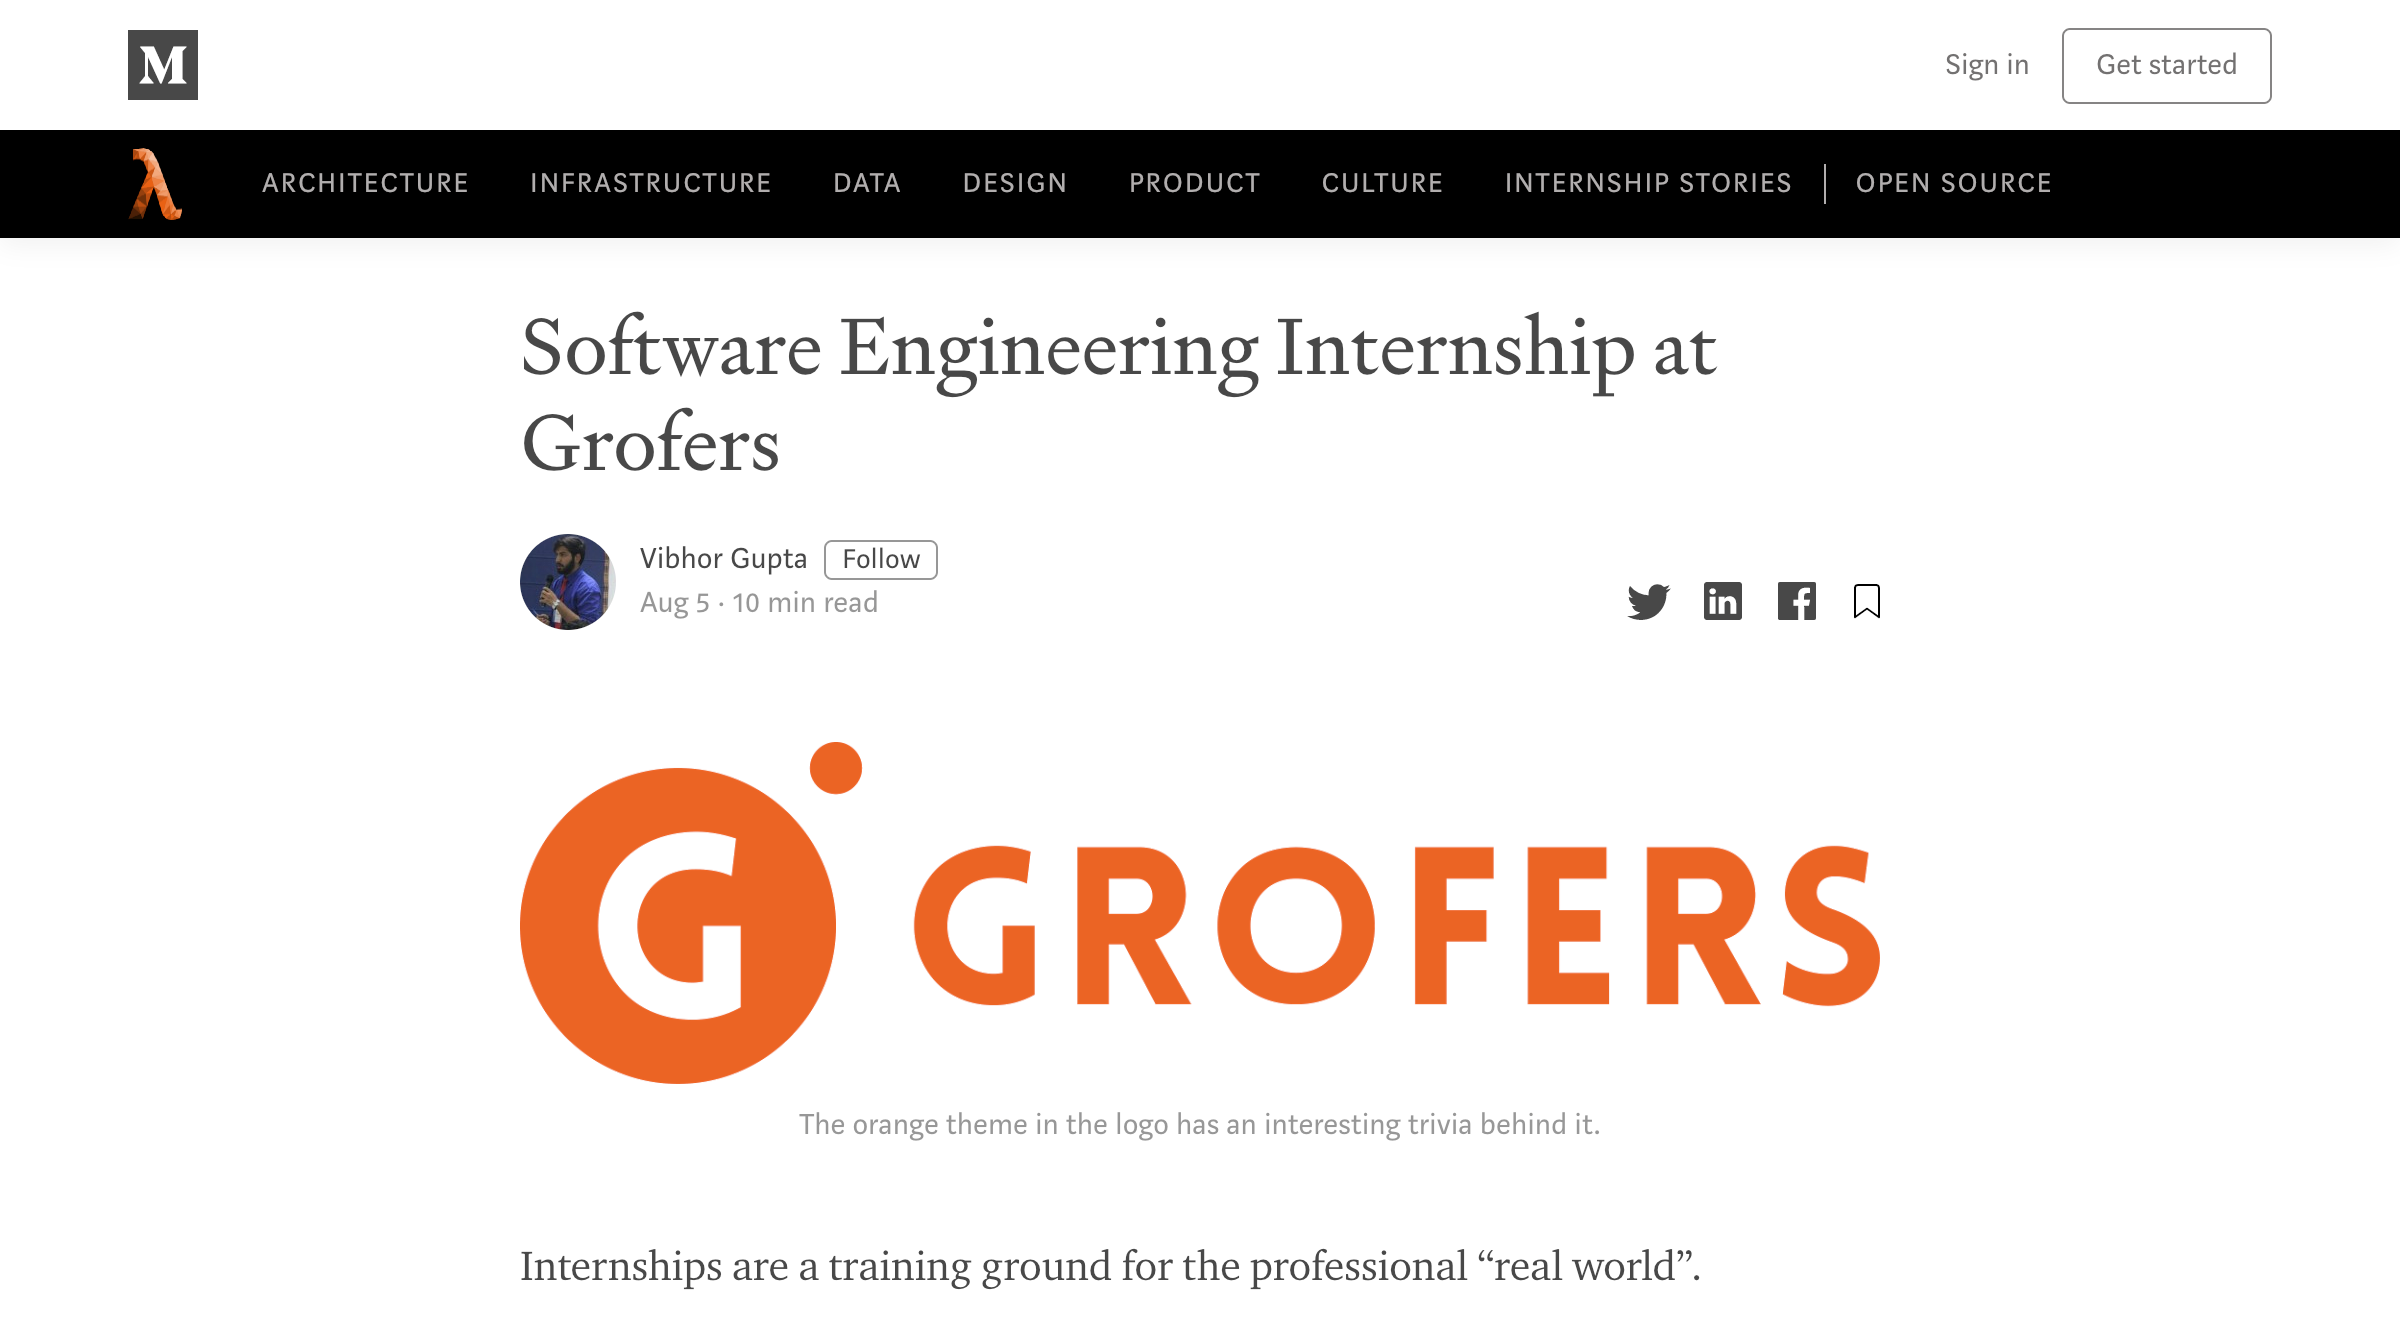 M
Sign in
Get started
ARCHITECTURE
INFRASTRUCTURE
DATA
DESIGN
PRODUCT
CULTURE
INTERNSHIP STORIES
OPEN SOURCE
Software Engineering Internship at
Grofers
Vibhor Gupta
Follow
Aug 5 · 10 min read
G
GROFERS
The orange theme in the logo has an interesting trivia behind it.
Internships are a training ground for the professional “real world”.